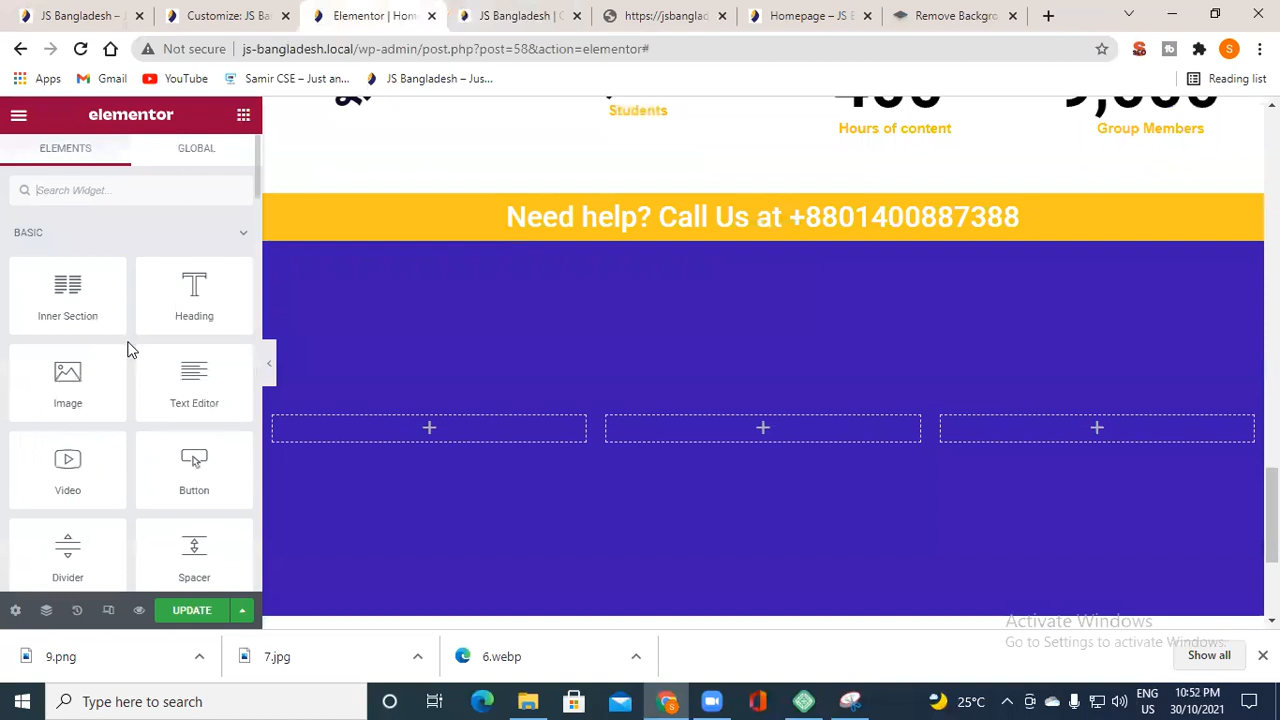 JS Bangladesh | Ju
Customize: JS Ba
Elementor | Hom
JS Bangladesh | C
https://jsbanglad
Homepage – JS B
Remove Backgro
Not secure
js-bangladesh.local/wp-admin/post.php?post=58&action=elementor#
Apps
Gmail
YouTube
Samir CSE – Just an...
JS Bangladesh – Jus...
Reading list
elementor
ELEMENTS
GLOBAL
Search Widget...
BASIC
Inner Section
Heading
Image
Text Editor
Video
Button
Divider
Spacer
UPDATE
Students
400
Hours of content
9,000
Group Members
Need help? Call Us at +8801400887388
Activate Windows
Go to Settings to activate Windows.
9.png
7.jpg
6.webp
Show all
Type here to search
25°C
ENG
US
10:52 PM
30/10/2021